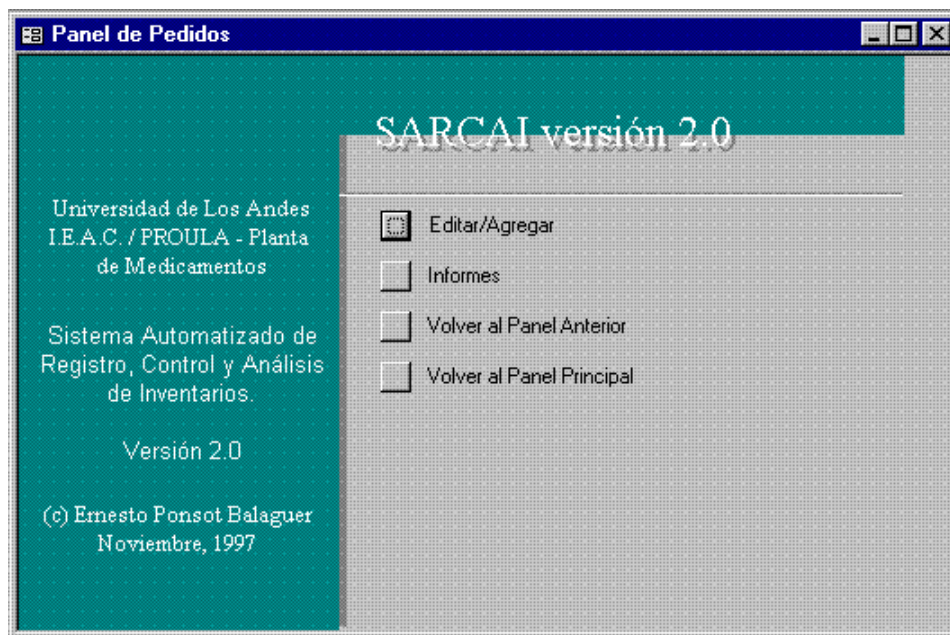 Panel de Pedidos
SARCAI versión 2.0
Universidad de Los Andes
I.E.A.C. / PROULA - Planta
de Medicamentos
Sistema Automatizado de
Registro, Control y Análisis
de Inventarios.
Versión 2.0
(c) Ernesto Ponsot Balaguer
Noviembre, 1997
Editar/Agregar
Informes
Volver al Panel Anterior
Volver al Panel Principal